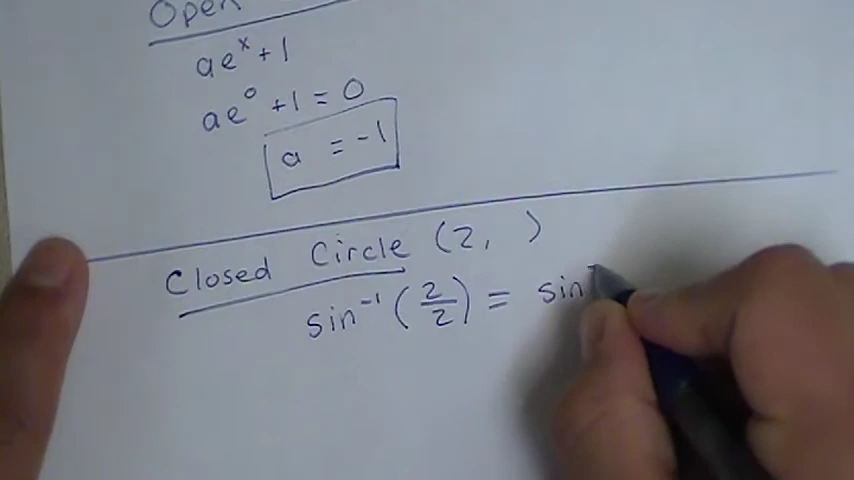 Open
ae^x + 1
ae^0 + 1 = 0
a = -1
Closed Circle (2, )
sin^-1 (2/2) = sin